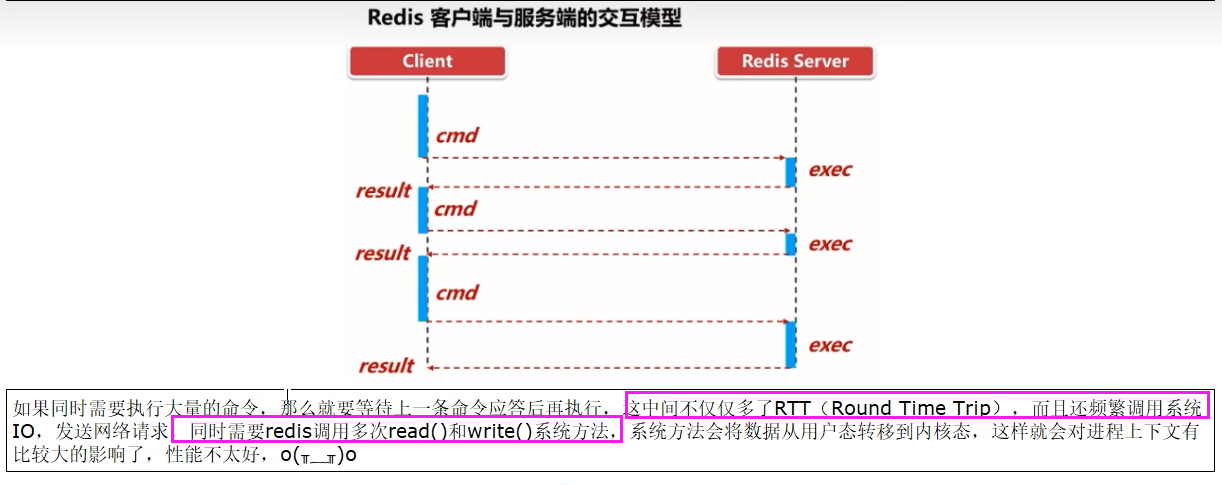 Redis 客户端与服务端的交互模型
Client
Redis Server
cmd
exec
result
cmd
exec
result
cmd
exec
result
如果同时需要执行大量的命令，那么就要等待上一条命令应答后再执行，这中间不仅仅多了RTT（Round Time Trip），而且还频繁调用系统
IO，发送网络请求，同时需要redis调用多次read()和write()系统方法，系统方法会将数据从用户态转移到内核态，这样就会对进程上下文有
比较大的影响了，性能不太好，o(╥﹏╥)o